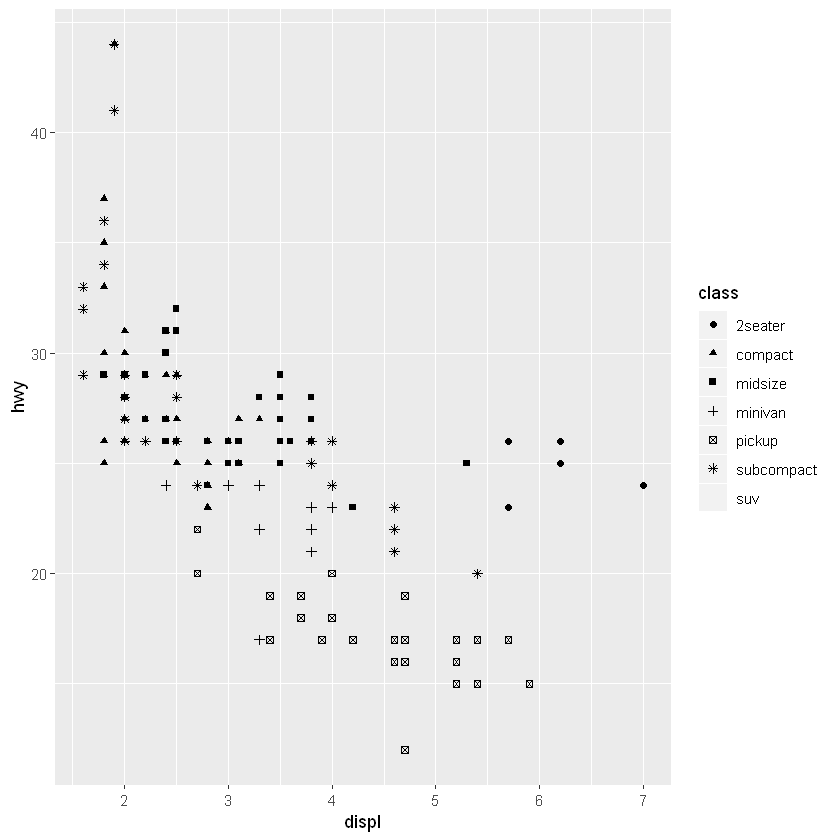 hwy
40
30
20
2
3
4
5
6
7
displ
class
2seater
compact
midsize
minivan
pickup
subcompact
suv